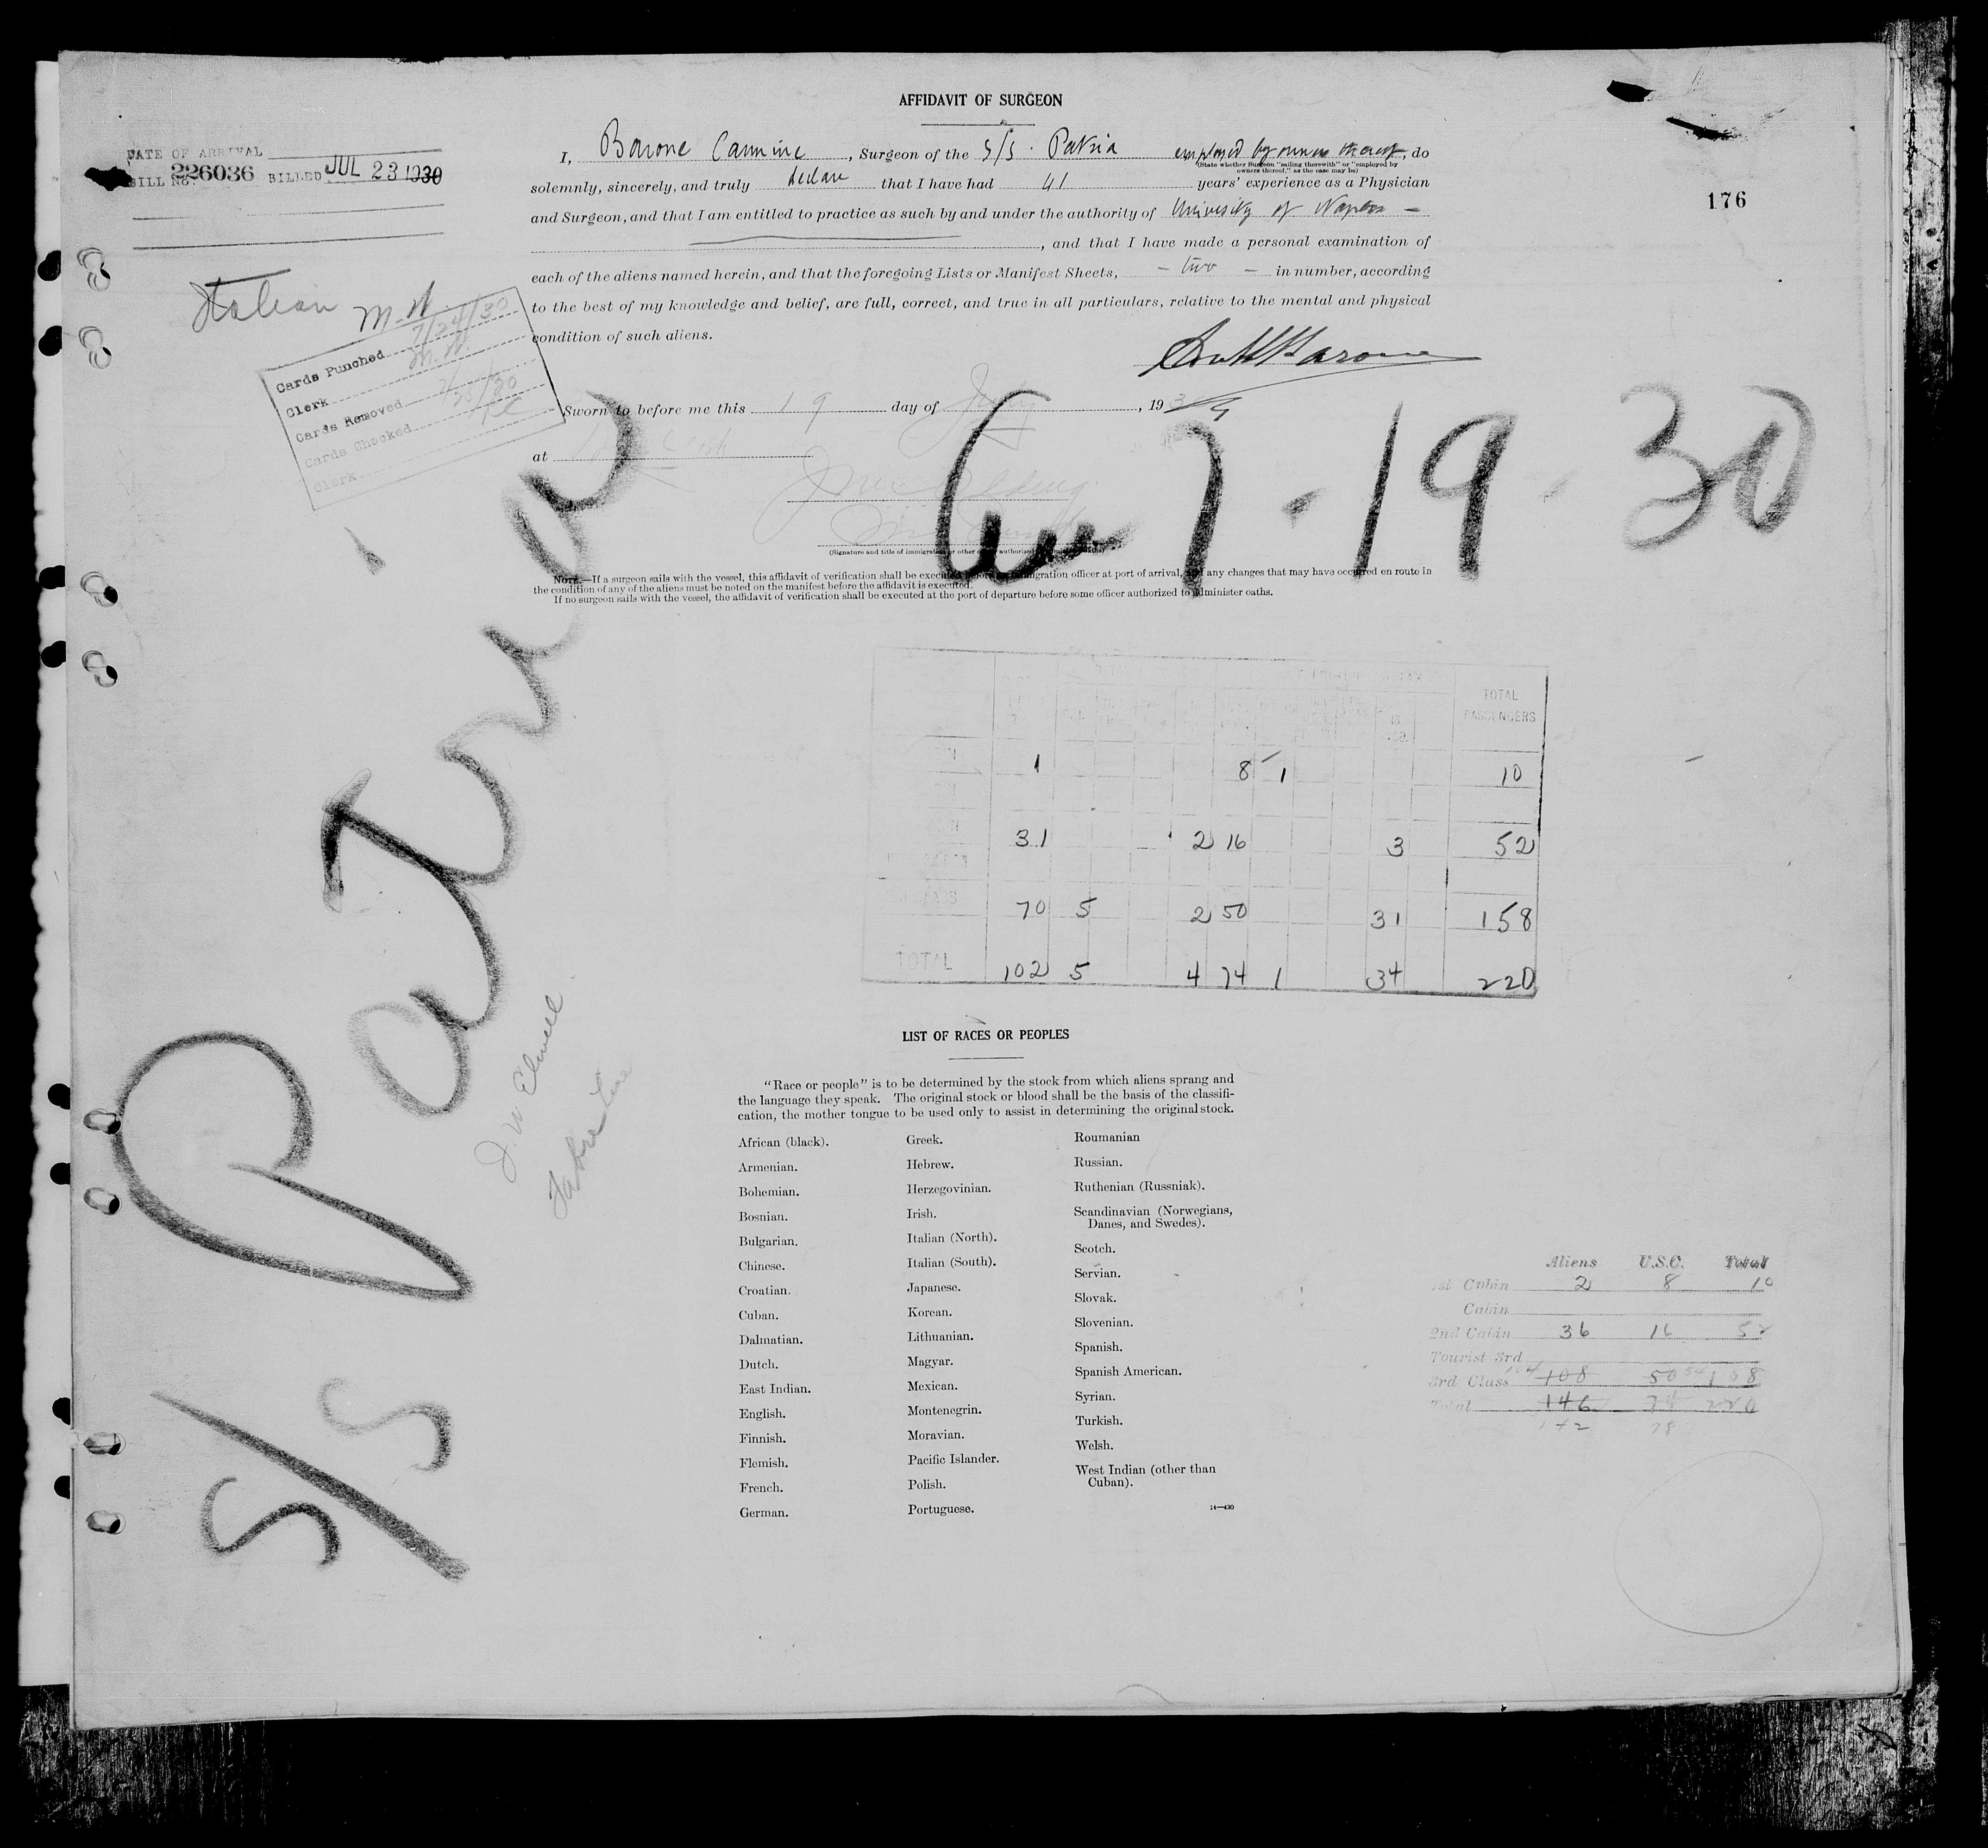 AFFIDAVIT OF SURGEON
DATE OF ARRIVAL
BILL No. 226036 BILLED JUL 23 1930
I, Barone Carmine, Surgeon of the S/S. Patria employed by owners thereof, do
(State whether Surgeon "sailing therewith" or "employed by
owners thereof," as the case may be)
solemnly, sincerely, and truly declare that I have had 41 years' experience as a Physician
and Surgeon, and that I am entitled to practice as such by and under the authority of University of Naples —
, and that I have made a personal examination of
each of the aliens named herein, and that the foregoing Lists or Manifest Sheets, - two - in number, according
to the best of my knowledge and belief, are full, correct, and true in all particulars, relative to the mental and physical
condition of such aliens.
176
Italian
M.W.
Cards Punched 7/24/30
Clerk M.W.
Cards Removed
Cards Checked
Clerk
Barone
Sworn to before me this 19 day of July, 193
at
7-19-30
(Signature and title of immigration or other officer authorized
NOTE.—If a surgeon sails with the vessel, this affidavit of verification shall be executed before an immigration officer at port of arrival, and any changes that may have occurred en route in
the condition of any of the aliens must be noted on the manifest before the affidavit is executed.
If no surgeon sails with the vessel, the affidavit of verification shall be executed at the port of departure before some officer authorized to administer oaths.
S/S Patria
TOTAL
PASSENGERS
1 8 1 10
31 2 16 3 52
70 5 2 50 31 158
TOTAL 102 5 4 74 1 34 220
J. W. Elwell
LIST OF RACES OR PEOPLES
"Race or people" is to be determined by the stock from which aliens sprang and
the language they speak. The original stock or blood shall be the basis of the classifi-
cation, the mother tongue to be used only to assist in determining the original stock.
African (black).
Armenian.
Bohemian.
Bosnian.
Bulgarian.
Chinese.
Croatian.
Cuban.
Dalmatian.
Dutch.
East Indian.
English.
Finnish.
Flemish.
French.
German.
Greek.
Hebrew.
Herzegovinian.
Irish.
Italian (North).
Italian (South).
Japanese.
Korean.
Lithuanian.
Magyar.
Mexican.
Montenegrin.
Moravian.
Pacific Islander.
Polish.
Portuguese.
Roumanian
Russian.
Ruthenian (Russniak).
Scandinavian (Norwegians,
Danes, and Swedes).
Scotch.
Servian.
Slovak.
Slovenian.
Spanish.
Spanish American.
Syrian.
Turkish.
Welsh.
West Indian (other than
Cuban).
14—430
Aliens U.S.C. Total
1st Cabin 2 8 10
Cabin
2nd Cabin 36 16 52
Tourist 3rd
3rd Class 104 108 50 54 158
Total 146 74 220
142 78